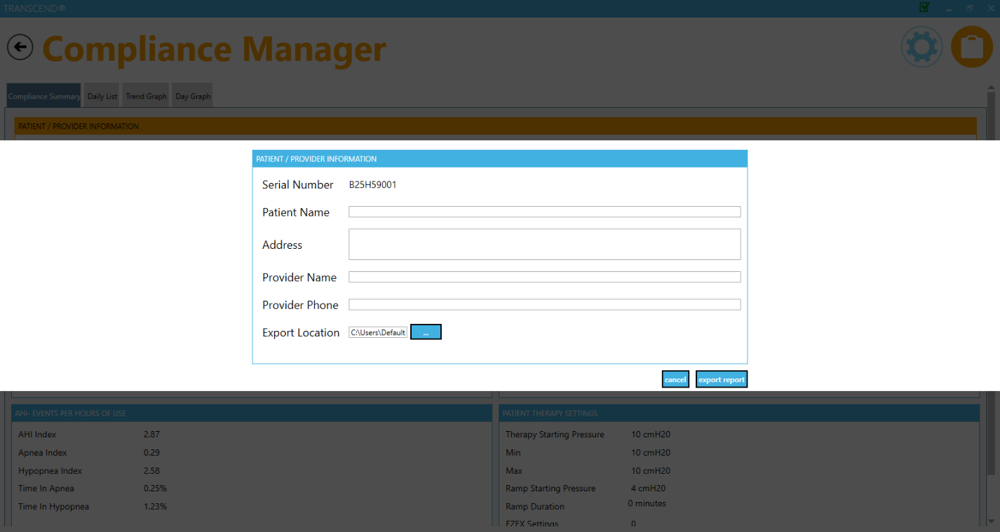 TRANSCEND®
Compliance Manager
Compliance Summary Daily List Trend Graph Day Graph
PATIENT / PROVIDER INFORMATION
PATIENT / PROVIDER INFORMATION
Serial Number B25H59001
Patient Name
Address
Provider Name
Provider Phone
Export Location C:\Users\Default ...
cancel export report
AHI- EVENTS PER HOURS OF USE
AHI Index 2.87
Apnea Index 0.29
Hypopnea Index 2.58
Time In Apnea 0.25%
Time In Hypopnea 1.23%
PATIENT THERAPY SETTINGS
Therapy Starting Pressure 10 cmH20
Min 10 cmH20
Max 10 cmH20
Ramp Starting Pressure 4 cmH20
Ramp Duration 0 minutes
EZEX Settings 0